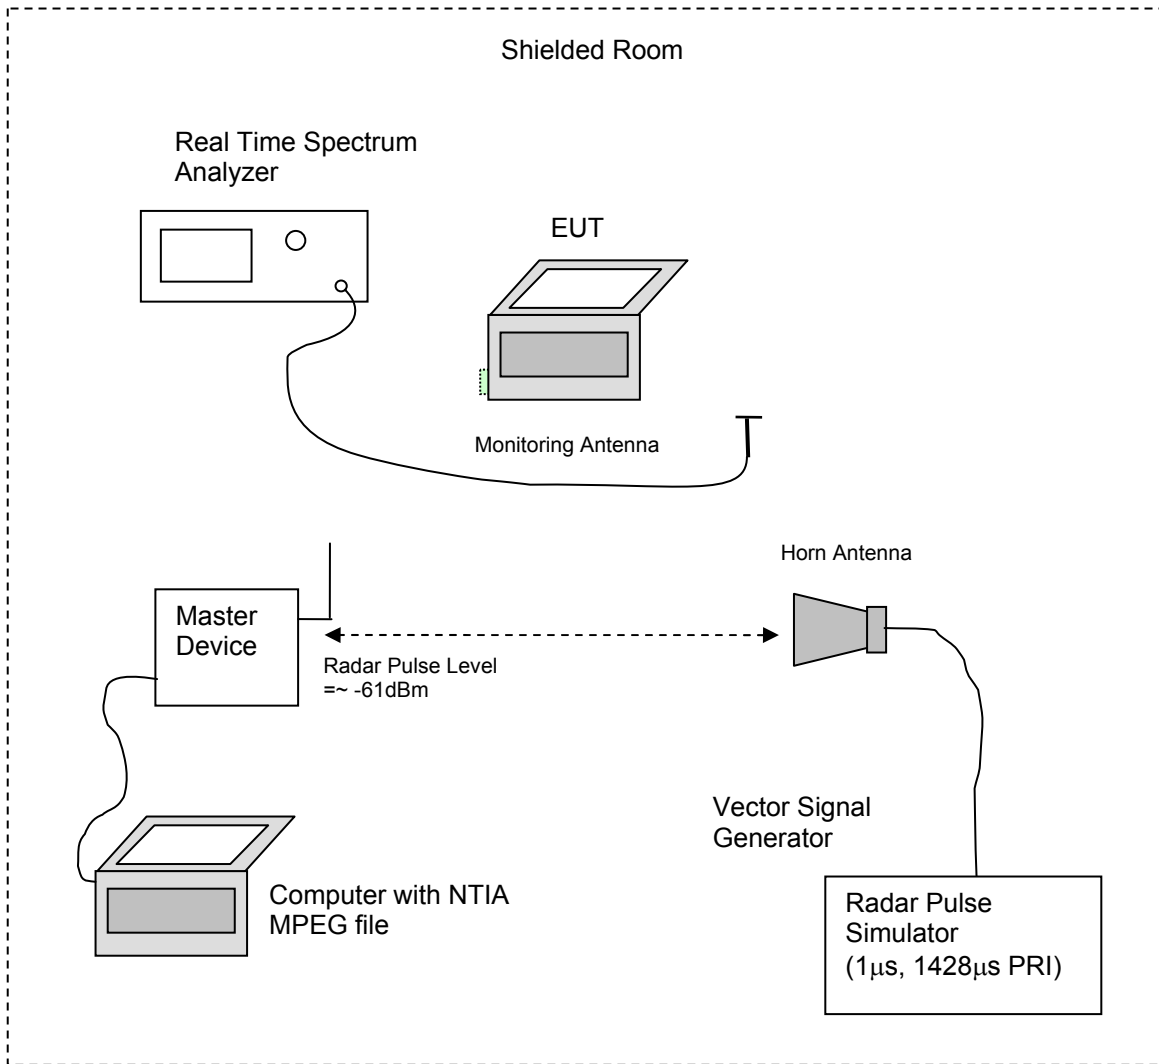 Shielded Room
Real Time Spectrum
Analyzer
EUT
Monitoring Antenna
Horn Antenna
Master
Device
Radar Pulse Level
=~ -61dBm
Vector Signal
Generator
Computer with NTIA
MPEG file
Radar Pulse
Simulator
(1μs, 1428μs PRI)